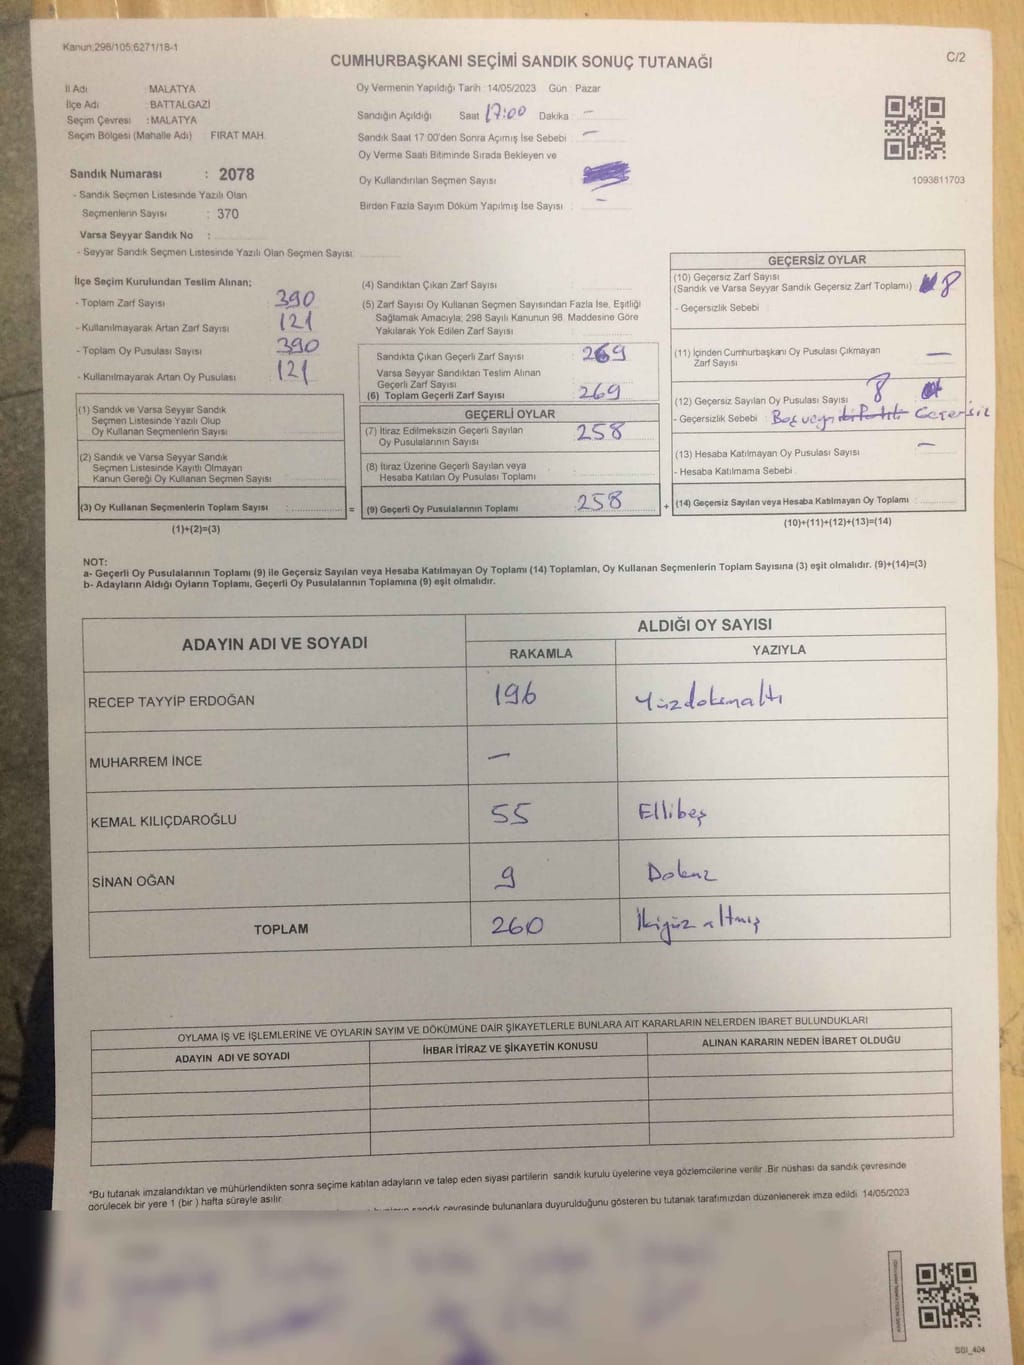 Kanun:298/105;6271/18-1
CUMHURBAŞKANI SEÇİMİ SANDIK SONUÇ TUTANAĞI
C/2
İl Adı : MALATYA
İlçe Adı : BATTALGAZİ
Seçim Çevresi : MALATYA
Seçim Bölgesi (Mahalle Adı) : FIRAT MAH.
Sandık Numarası : 2078
- Sandık Seçmen Listesinde Yazılı Olan
Seçmenlerin Sayısı : 370
Varsa Seyyar Sandık No :
- Seyyar Sandık Seçmen Listesinde Yazılı Olan Seçmen Sayısı:
Oy Vermenin Yapıldığı Tarih : 14/05/2023 Gün : Pazar
Sandığın Açıldığı Saat 17:00 Dakika : —
Sandık Saat 17:00'den Sonra Açımış İse Sebebi : —
Oy Verme Saati Bitiminde Sırada Bekleyen ve
Oy Kullandırılan Seçmen Sayısı :
Birden Fazla Sayım Döküm Yapılmış İse Sayısı : —
1093811703
İlçe Seçim Kurulundan Teslim Alınan;
- Toplam Zarf Sayısı : 390
- Kullanılmayarak Artan Zarf Sayısı : 121
- Toplam Oy Pusulası Sayısı : 390
- Kullanılmayarak Artan Oy Pusulası : 121
(1) Sandık ve Varsa Seyyar Sandık
Seçmen Listesinde Yazılı Olup
Oy Kullanan Seçmenlerin Sayısı :
(2) Sandık ve Varsa Seyyar Sandık
Seçmen Listesinde Kayıtlı Olmayan
Kanun Gereği Oy Kullanan Seçmen Sayısı :
(3) Oy Kullanan Seçmenlerin Toplam Sayısı : =
(1)+(2)=(3)
(4) Sandıktan Çıkan Zarf Sayısı :
(5) Zarf Sayısı Oy Kullanan Seçmen Sayısından Fazla İse, Eşitliği
Sağlamak Amacıyla; 298 Sayılı Kanunun 98. Maddesine Göre
Yakılarak Yok Edilen Zarf Sayısı :
Sandıkta Çıkan Geçerli Zarf Sayısı : 269
Varsa Seyyar Sandıktan Teslim Alınan
Geçerli Zarf Sayısı :
(6) Toplam Geçerli Zarf Sayısı : 269
GEÇERLİ OYLAR
(7) İtiraz Edilmeksizin Geçerli Sayılan
Oy Pusulalarının Sayısı : 258
(8) İtiraz Üzerine Geçerli Sayılan veya
Hesaba Katılan Oy Pusulası Toplamı :
(9) Geçerli Oy Pusulalarının Toplamı : 258 +
GEÇERSİZ OYLAR
(10) Geçersiz Zarf Sayısı
(Sandık ve Varsa Seyyar Sandık Geçersiz Zarf Toplamı) : 8
- Geçersizlik Sebebi :
(11) İçinden Cumhurbaşkanı Oy Pusulası Çıkmayan
Zarf Sayısı : —
(12) Geçersiz Sayılan Oy Pusulası Sayısı : 8
- Geçersizlik Sebebi : Boş veya Geçersiz
(13) Hesaba Katılmayan Oy Pusulası Sayısı : —
- Hesaba Katılmama Sebebi :
(14) Geçersiz Sayılan veya Hesaba Katılmayan Oy Toplamı :
(10)+(11)+(12)+(13)=(14)
NOT:
a- Geçerli Oy Pusulalarının Toplamı (9) ile Geçersiz Sayılan veya Hesaba Katılmayan Oy Toplamı (14) Toplamları, Oy Kullanan Seçmenlerin Toplam Sayısına (3) eşit olmalıdır. (9)+(14)=(3)
b- Adayların Aldığı Oyların Toplamı, Geçerli Oy Pusulalarının Toplamına (9) eşit olmalıdır.
ADAYIN ADI VE SOYADI
ALDIĞI OY SAYISI
RAKAMLA YAZIYLA
RECEP TAYYİP ERDOĞAN 196 Yüzdoksanaltı
MUHARREM İNCE —
KEMAL KILIÇDAROĞLU 55 Ellibeş
SİNAN OĞAN 9 Dokuz
TOPLAM 260 İkiyüz altmış
OYLAMA İŞ VE İŞLEMLERİNE VE OYLARIN SAYIM VE DÖKÜMÜNE DAİR ŞİKAYETLERLE BUNLARA AİT KARARLARIN NELERDEN İBARET BULUNDUKLARI
ADAYIN ADI VE SOYADI İHBAR İTİRAZ VE ŞİKAYETİN KONUSU ALINAN KARARIN NEDEN İBARET OLDUĞU
*Bu tutanak imzalandıktan ve mühürlendikten sonra seçime katılan adayların ve talep eden siyasi partilerin sandık kurulu üyelerine veya gözlemcilerine verilir .Bir nüshası da sandık çevresinde
görülecek bir yere 1 (bir ) hafta süreyle asılır.
sandık çevresinde bulunanlara duyurulduğunu gösteren bu tutanak tarafımızdan düzenlenerek imza edildi. 14/05/2023
SBI_404